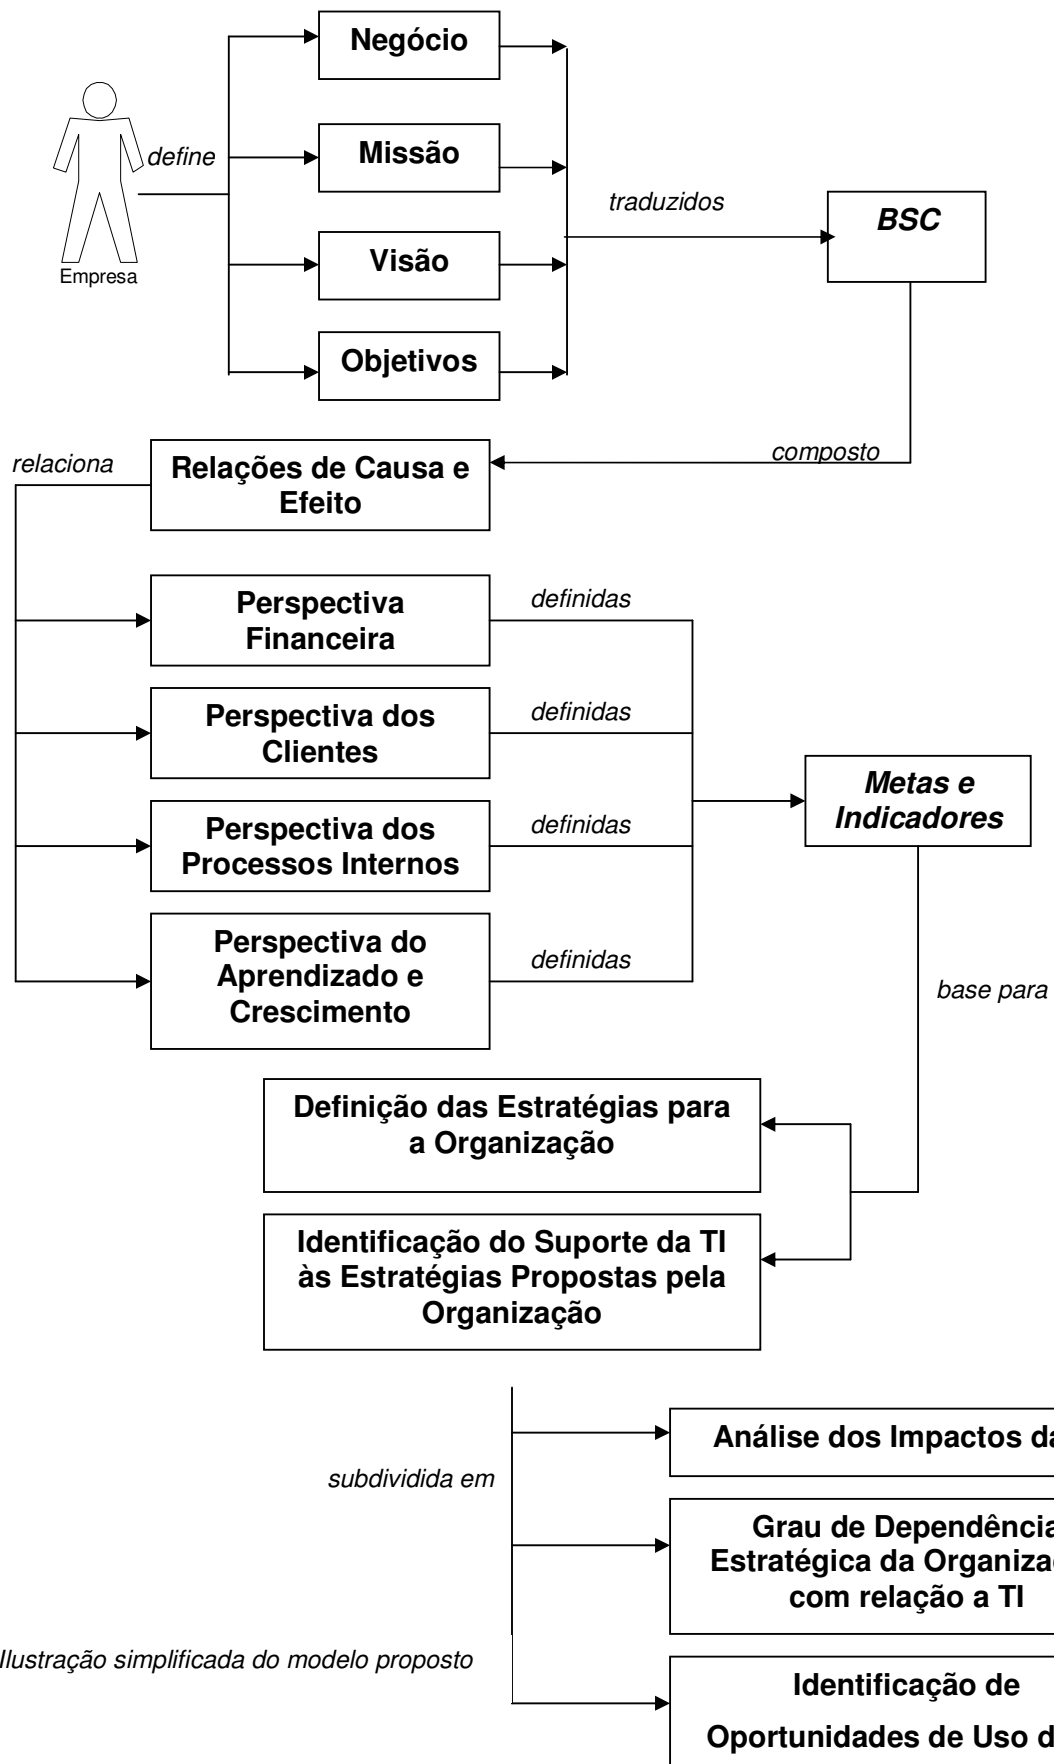 Negócio
define
Missão
traduzidos
BSC
Visão
Empresa
Objetivos
relaciona
Relações de Causa e
Efeito
composto
Perspectiva
Financeira
definidas
Perspectiva dos
Clientes
definidas
Metas e
Indicadores
Perspectiva dos
Processos Internos
definidas
Perspectiva do
Aprendizado e
Crescimento
definidas
base para
Definição das Estratégias para
a Organização
Identificação do Suporte da TI
às Estratégias Propostas pela
Organização
subdividida em
Análise dos Impactos
Grau de Dependência
Estratégica da
com relação a TI
Ilustração simplificada do modelo proposto
Identificação de
Oportunidades de Uso